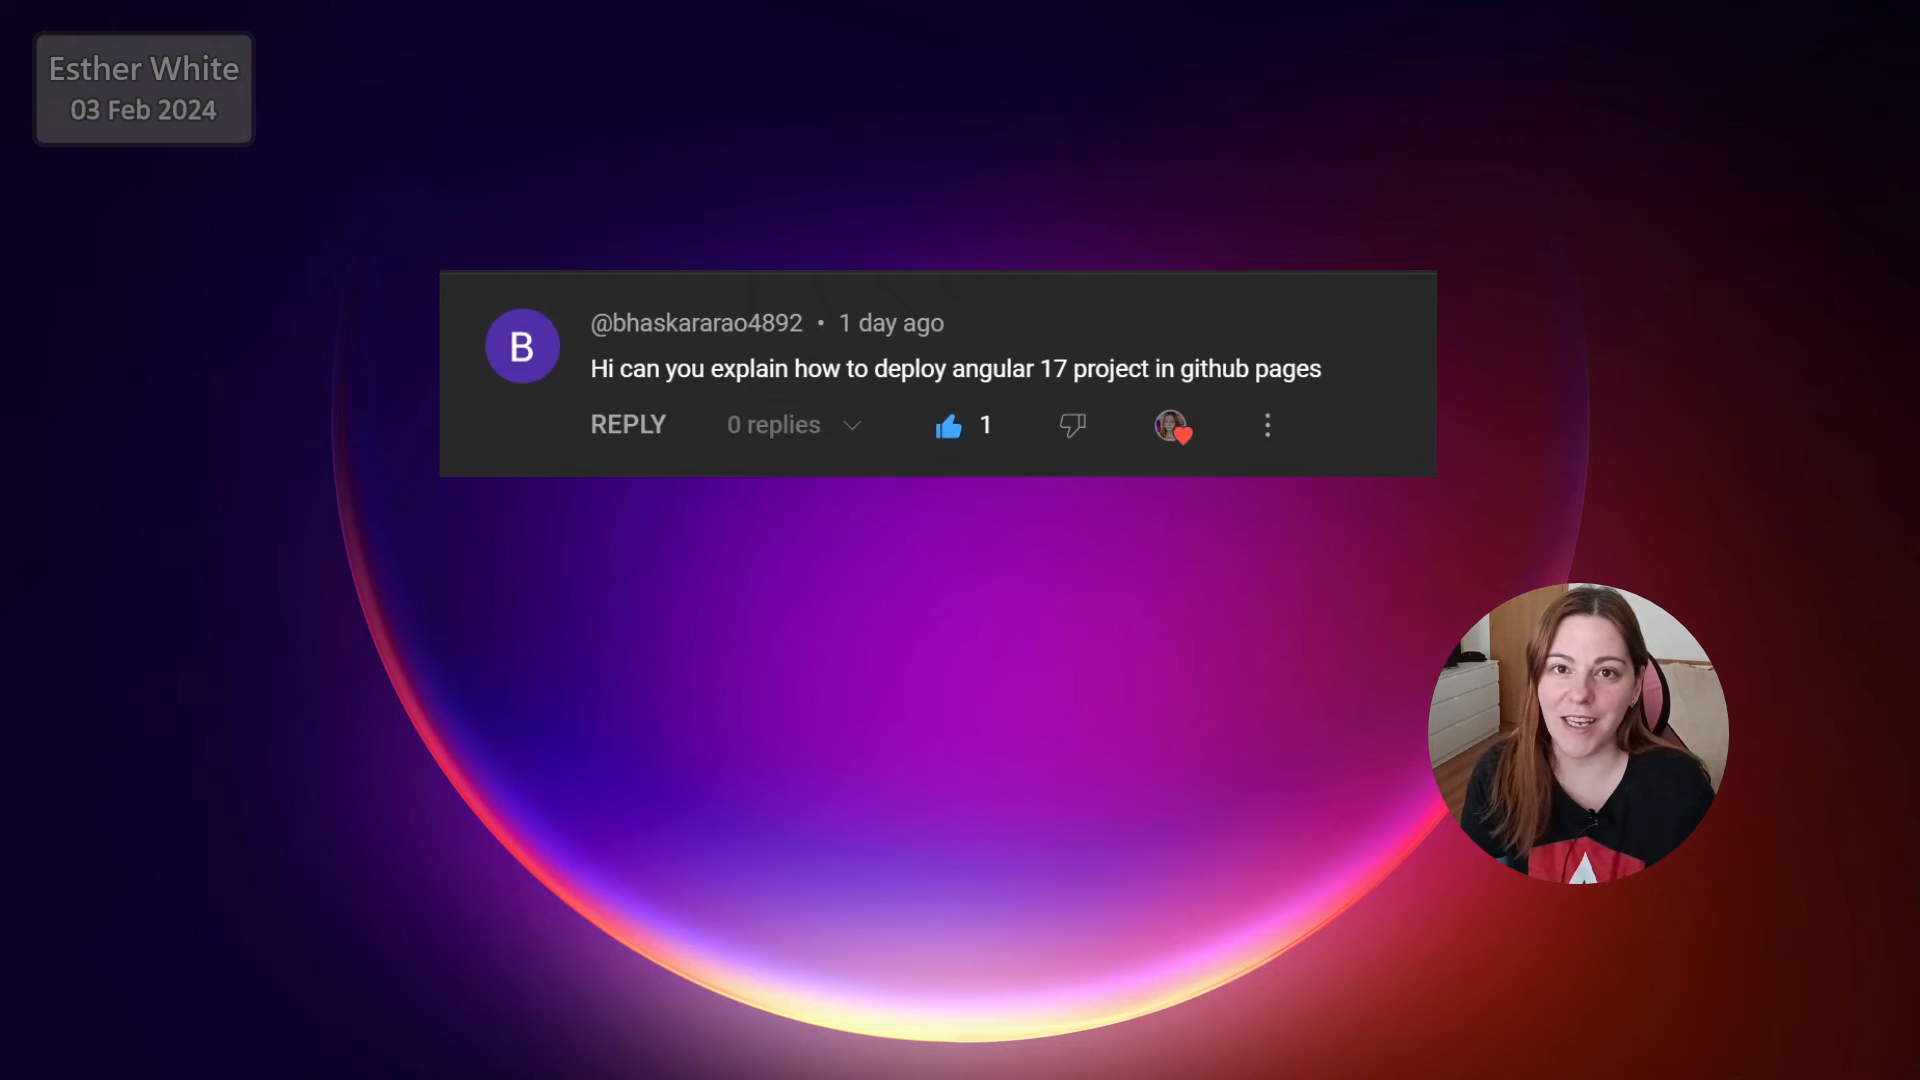 Esther White
03 Feb 2024
B
@bhaskararao4892 • 1 day ago
Hi can you explain how to deploy angular 17 project in github pages
REPLY 0 replies 1